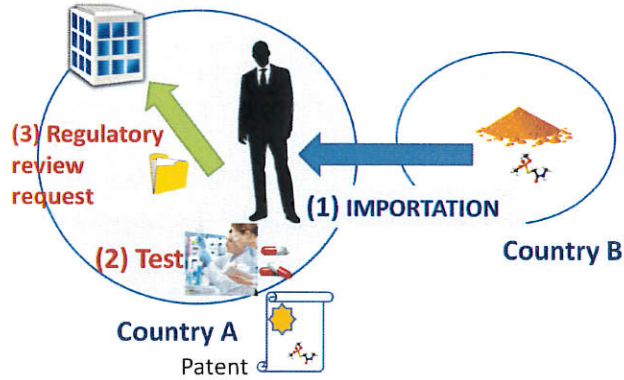 (3) Regulatory
review
request
(1) IMPORTATION
(2) Test
Country B
Country A
Patent